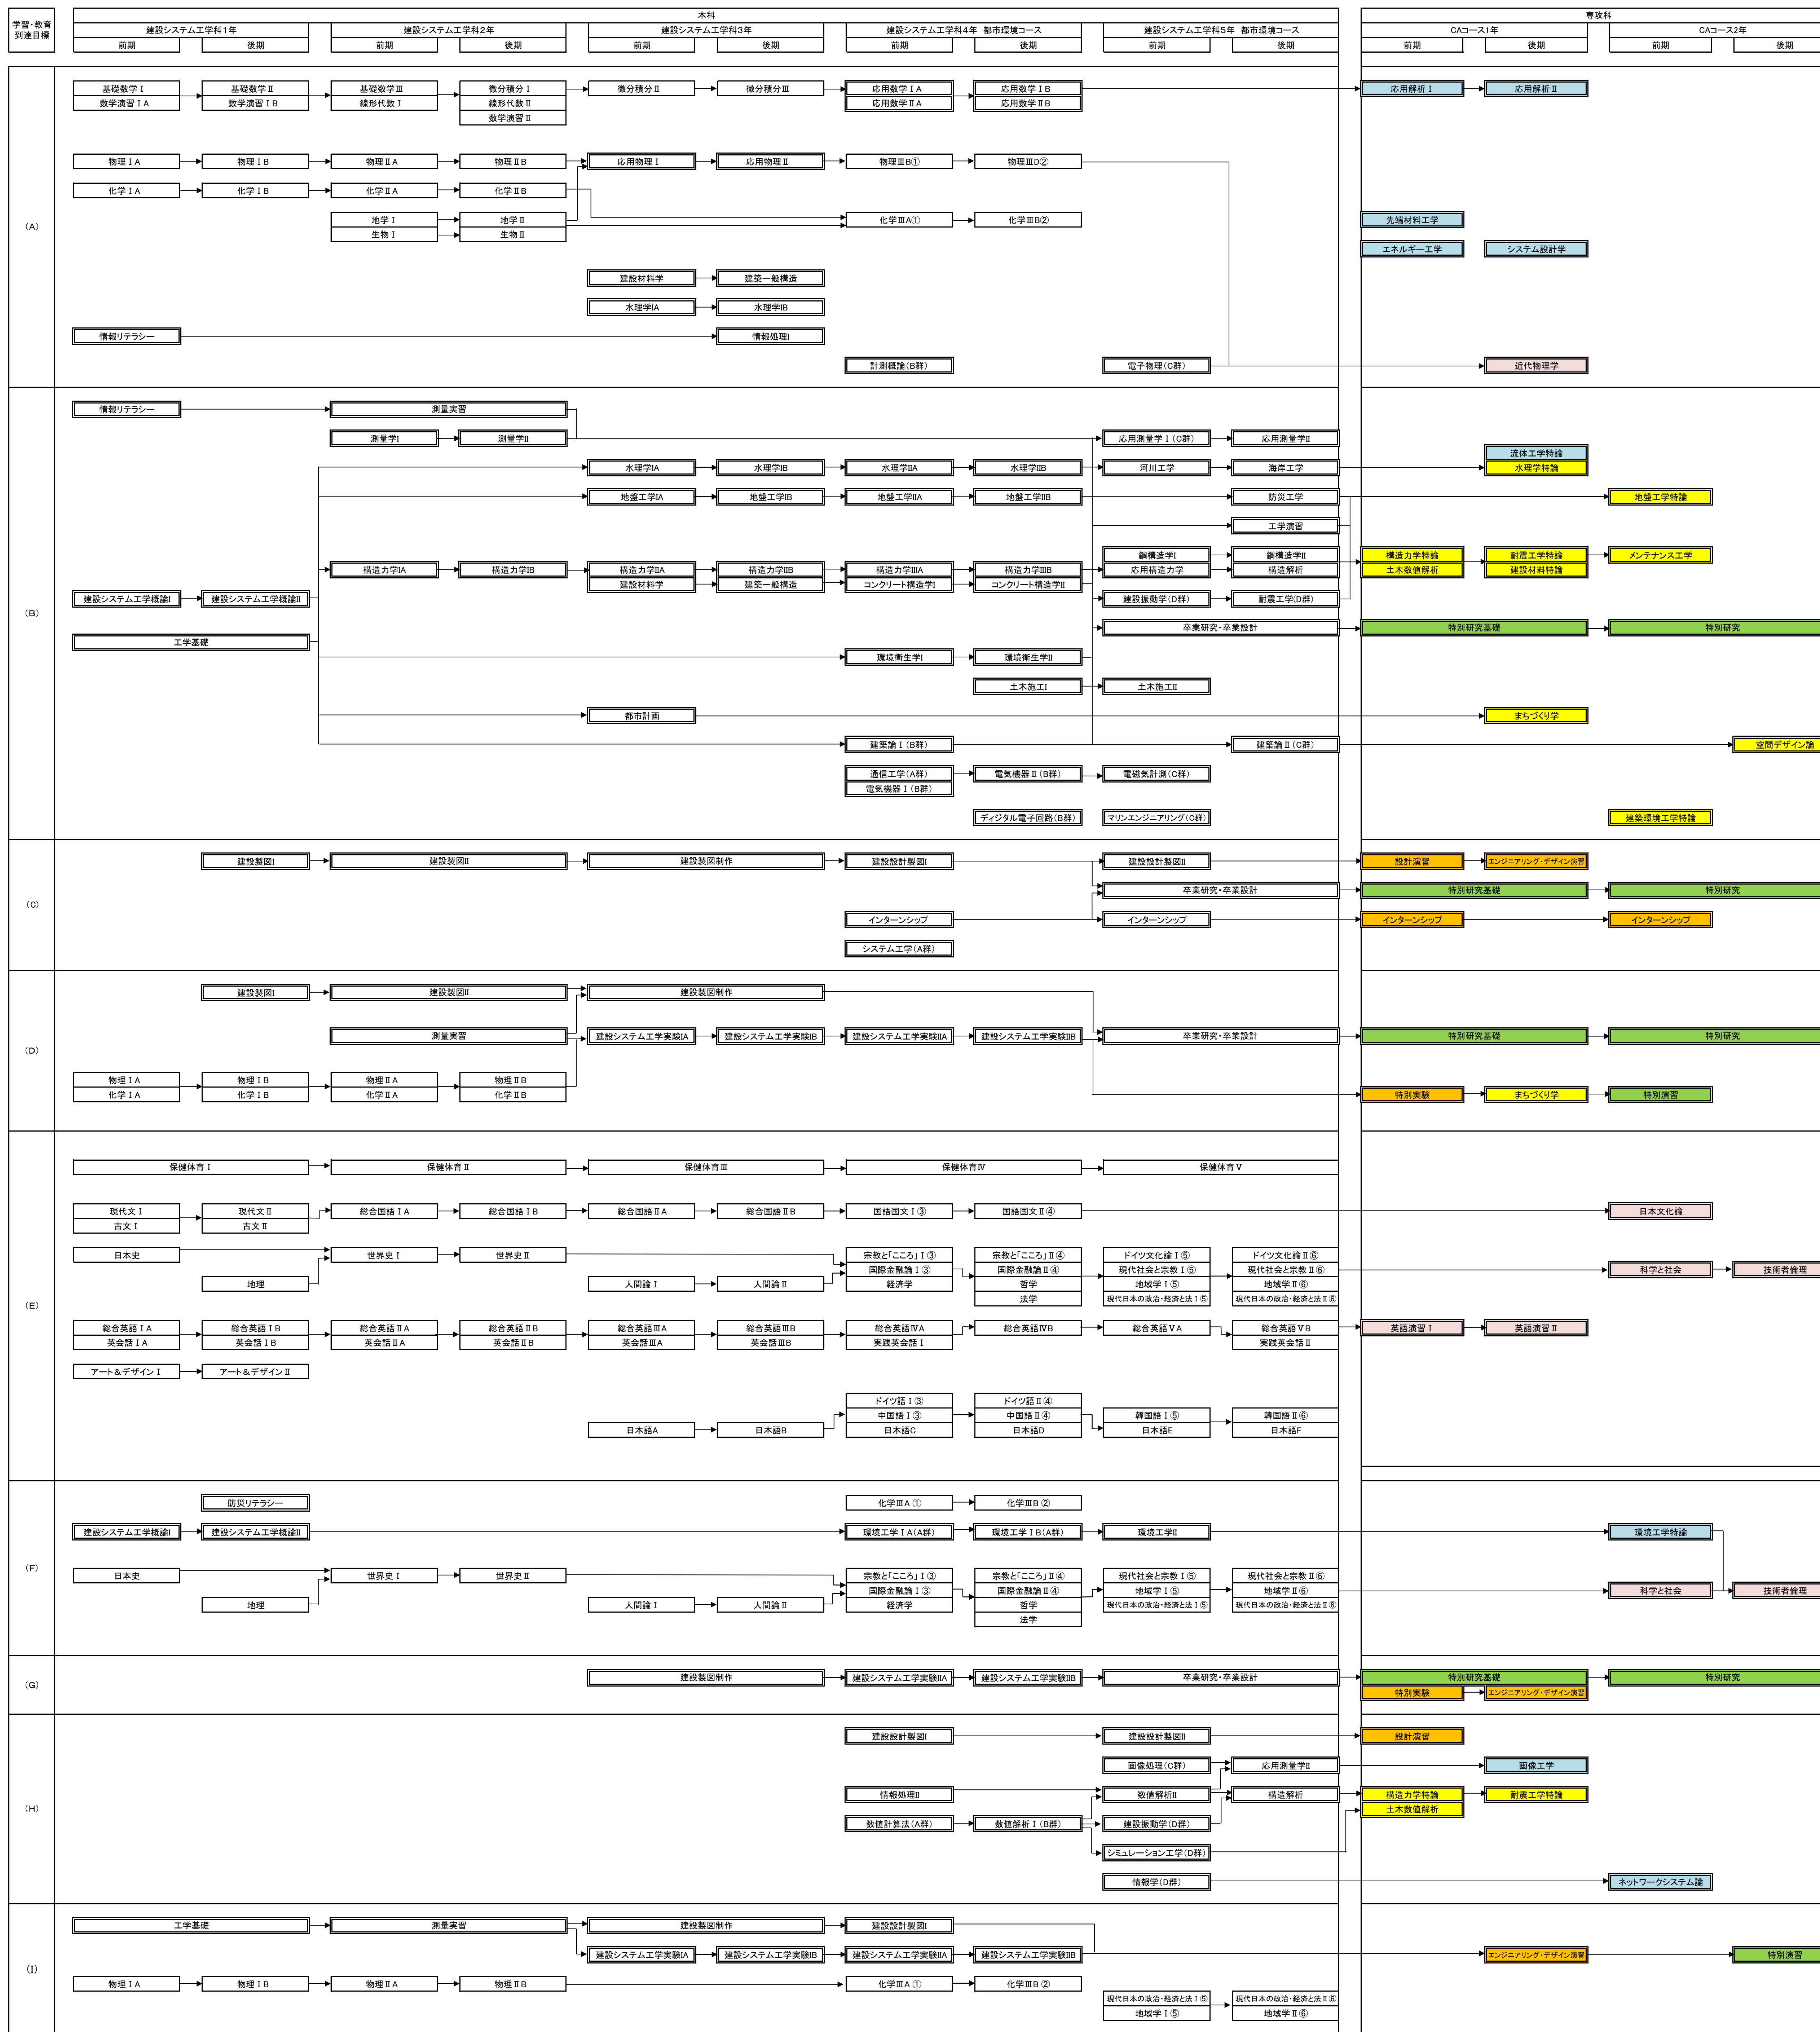 学習・教育
到達目標
本科
専攻科
建設システム工学科1年
建設システム工学科2年
建設システム工学科3年
建設システム工学科4年 都市環境コース
建設システム工学科5年 都市環境コース
CAコース1年
CAコース2年
前期 後期 前期 後期 前期 後期 前期 後期 前期 後期 前期 後期 前期 後期
(A)
基礎数学Ⅰ 基礎数学Ⅱ 基礎数学Ⅲ 微分積分Ⅰ 微分積分Ⅱ 微分積分Ⅲ 応用数学ⅠA 応用数学ⅠB 応用解析Ⅰ 応用解析Ⅱ
数学演習ⅠA 数学演習ⅠB 線形代数Ⅰ 線形代数Ⅱ 応用数学ⅡA 応用数学ⅡB
数学演習Ⅱ
物理ⅠA 物理ⅠB 物理ⅡA 物理ⅡB 応用物理Ⅰ 応用物理Ⅱ 物理ⅢB① 物理ⅢD②
化学ⅠA 化学ⅠB 化学ⅡA 化学ⅡB
地学Ⅰ 地学Ⅱ 化学ⅢA① 化学ⅢB② 先端材料工学
生物Ⅰ 生物Ⅱ
エネルギー工学 システム設計学
建設材料学 建築一般構造
水理学IA 水理学IB
情報リテラシー 情報処理I
計測概論(B群) 電子物理(C群) 近代物理学
(B)
情報リテラシー 測量実習
測量学I 測量学II 応用測量学Ⅰ(C群) 応用測量学II
流体工学特論
水理学IA 水理学IB 水理学IIA 水理学IIB 河川工学 海岸工学 水理学特論
地盤工学IA 地盤工学IB 地盤工学IIA 地盤工学IIB 防災工学 地盤工学特論
工学演習
鋼構造学I 鋼構造学II 構造力学特論 耐震工学特論 メンテナンス工学
構造力学IA 構造力学IB 構造力学IIA 構造力学IIB 構造力学IIIA 構造力学IIIB 応用構造力学 構造解析 土木数値解析 建設材料特論
建設材料学 建築一般構造 コンクリート構造学I コンクリート構造学II
建設システム工学概論I 建設システム工学概論II 建設振動学(D群) 耐震工学(D群)
卒業研究・卒業設計 特別研究基礎 特別研究
工学基礎
環境衛生学I 環境衛生学II
土木施工I 土木施工II
都市計画 まちづくり学
建築論Ⅰ(B群) 建築論Ⅱ(C群) 空間デザイン論
通信工学(A群) 電気機器Ⅱ(B群) 電磁気計測(C群)
電気機器Ⅰ(B群)
ディジタル電子回路(B群) マリンエンジニアリング(C群) 建築環境工学特論
(C)
建設製図I 建設製図II 建設製図制作 建設設計製図I 建設設計製図II 設計演習 エンジニアリング・デザイン演習
卒業研究・卒業設計 特別研究基礎 特別研究
インターンシップ インターンシップ インターンシップ インターンシップ
システム工学(A群)
(D)
建設製図I 建設製図II 建設製図制作
測量実習 建設システム工学実験IA 建設システム工学実験IB 建設システム工学実験IIA 建設システム工学実験IIB 卒業研究・卒業設計 特別研究基礎 特別研究
物理ⅠA 物理ⅠB 物理ⅡA 物理ⅡB
化学ⅠA 化学ⅠB 化学ⅡA 化学ⅡB 特別実験 まちづくり学 特別演習
(E)
保健体育Ⅰ 保健体育Ⅱ 保健体育Ⅲ 保健体育Ⅳ 保健体育Ⅴ
現代文Ⅰ 現代文Ⅱ 総合国語ⅠA 総合国語ⅠB 総合国語ⅡA 総合国語ⅡB 国語国文Ⅰ③ 国語国文Ⅱ④ 日本文化論
古文Ⅰ 古文Ⅱ
日本史 世界史Ⅰ 世界史Ⅱ 宗教と「こころ」Ⅰ③ 宗教と「こころ」Ⅱ④ ドイツ文化論Ⅰ⑤ ドイツ文化論Ⅱ⑥
国際金融論Ⅰ③ 国際金融論Ⅱ④ 現代社会と宗教Ⅰ⑤ 現代社会と宗教Ⅱ⑥ 科学と社会 技術者倫理
地理 人間論Ⅰ 人間論Ⅱ 経済学 哲学 地域学Ⅰ⑤ 地域学Ⅱ⑥
法学 現代日本の政治・経済と法Ⅰ⑤ 現代日本の政治・経済と法Ⅱ⑥
総合英語ⅠA 総合英語ⅠB 総合英語ⅡA 総合英語ⅡB 総合英語ⅢA 総合英語ⅢB 総合英語ⅣA 総合英語ⅣB 総合英語ⅤA 総合英語ⅤB 英語演習Ⅰ 英語演習Ⅱ
英会話ⅠA 英会話ⅠB 英会話ⅡA 英会話ⅡB 英会話ⅢA 英会話ⅢB 実践英会話Ⅰ 実践英会話Ⅱ
アート&デザインⅠ アート&デザインⅡ
ドイツ語Ⅰ③ ドイツ語Ⅱ④
中国語Ⅰ③ 中国語Ⅱ④ 韓国語Ⅰ⑤ 韓国語Ⅱ⑥
日本語A 日本語B 日本語C 日本語D 日本語E 日本語F
(F)
防災リテラシー 化学ⅢA① 化学ⅢB②
建設システム工学概論I 建設システム工学概論II 環境工学ⅠA(A群) 環境工学ⅠB(A群) 環境工学II 環境工学特論
日本史 世界史Ⅰ 世界史Ⅱ 宗教と「こころ」Ⅰ③ 宗教と「こころ」Ⅱ④ 現代社会と宗教Ⅰ⑤ 現代社会と宗教Ⅱ⑥
国際金融論Ⅰ③ 国際金融論Ⅱ④ 地域学Ⅰ⑤ 地域学Ⅱ⑥ 科学と社会 技術者倫理
地理 人間論Ⅰ 人間論Ⅱ 経済学 哲学 現代日本の政治・経済と法Ⅰ⑤ 現代日本の政治・経済と法Ⅱ⑥
法学
(G)
建設製図制作 建設システム工学実験IIA 建設システム工学実験IIB 卒業研究・卒業設計 特別研究基礎 特別研究
特別実験 エンジニアリング・デザイン演習
(H)
建設設計製図I 建設設計製図II 設計演習
画像処理(C群) 応用測量学II 画像工学
情報処理II 数値解析II 構造解析 構造力学特論 耐震工学特論
土木数値解析
数値計算法(A群) 数値解析Ⅰ(B群) 建設振動学(D群)
シミュレーション工学(D群)
情報学(D群) ネットワークシステム論
(I)
工学基礎 測量実習 建設製図制作 建設設計製図I
建設システム工学実験IA 建設システム工学実験IB 建設システム工学実験IIA 建設システム工学実験IIB エンジニアリング・デザイン演習 特別演習
物理ⅠA 物理ⅠB 物理ⅡA 物理ⅡB 化学ⅢA① 化学ⅢB②
現代日本の政治・経済と法Ⅰ⑤ 現代日本の政治・経済と法Ⅱ⑥
地域学Ⅰ⑤ 地域学Ⅱ⑥